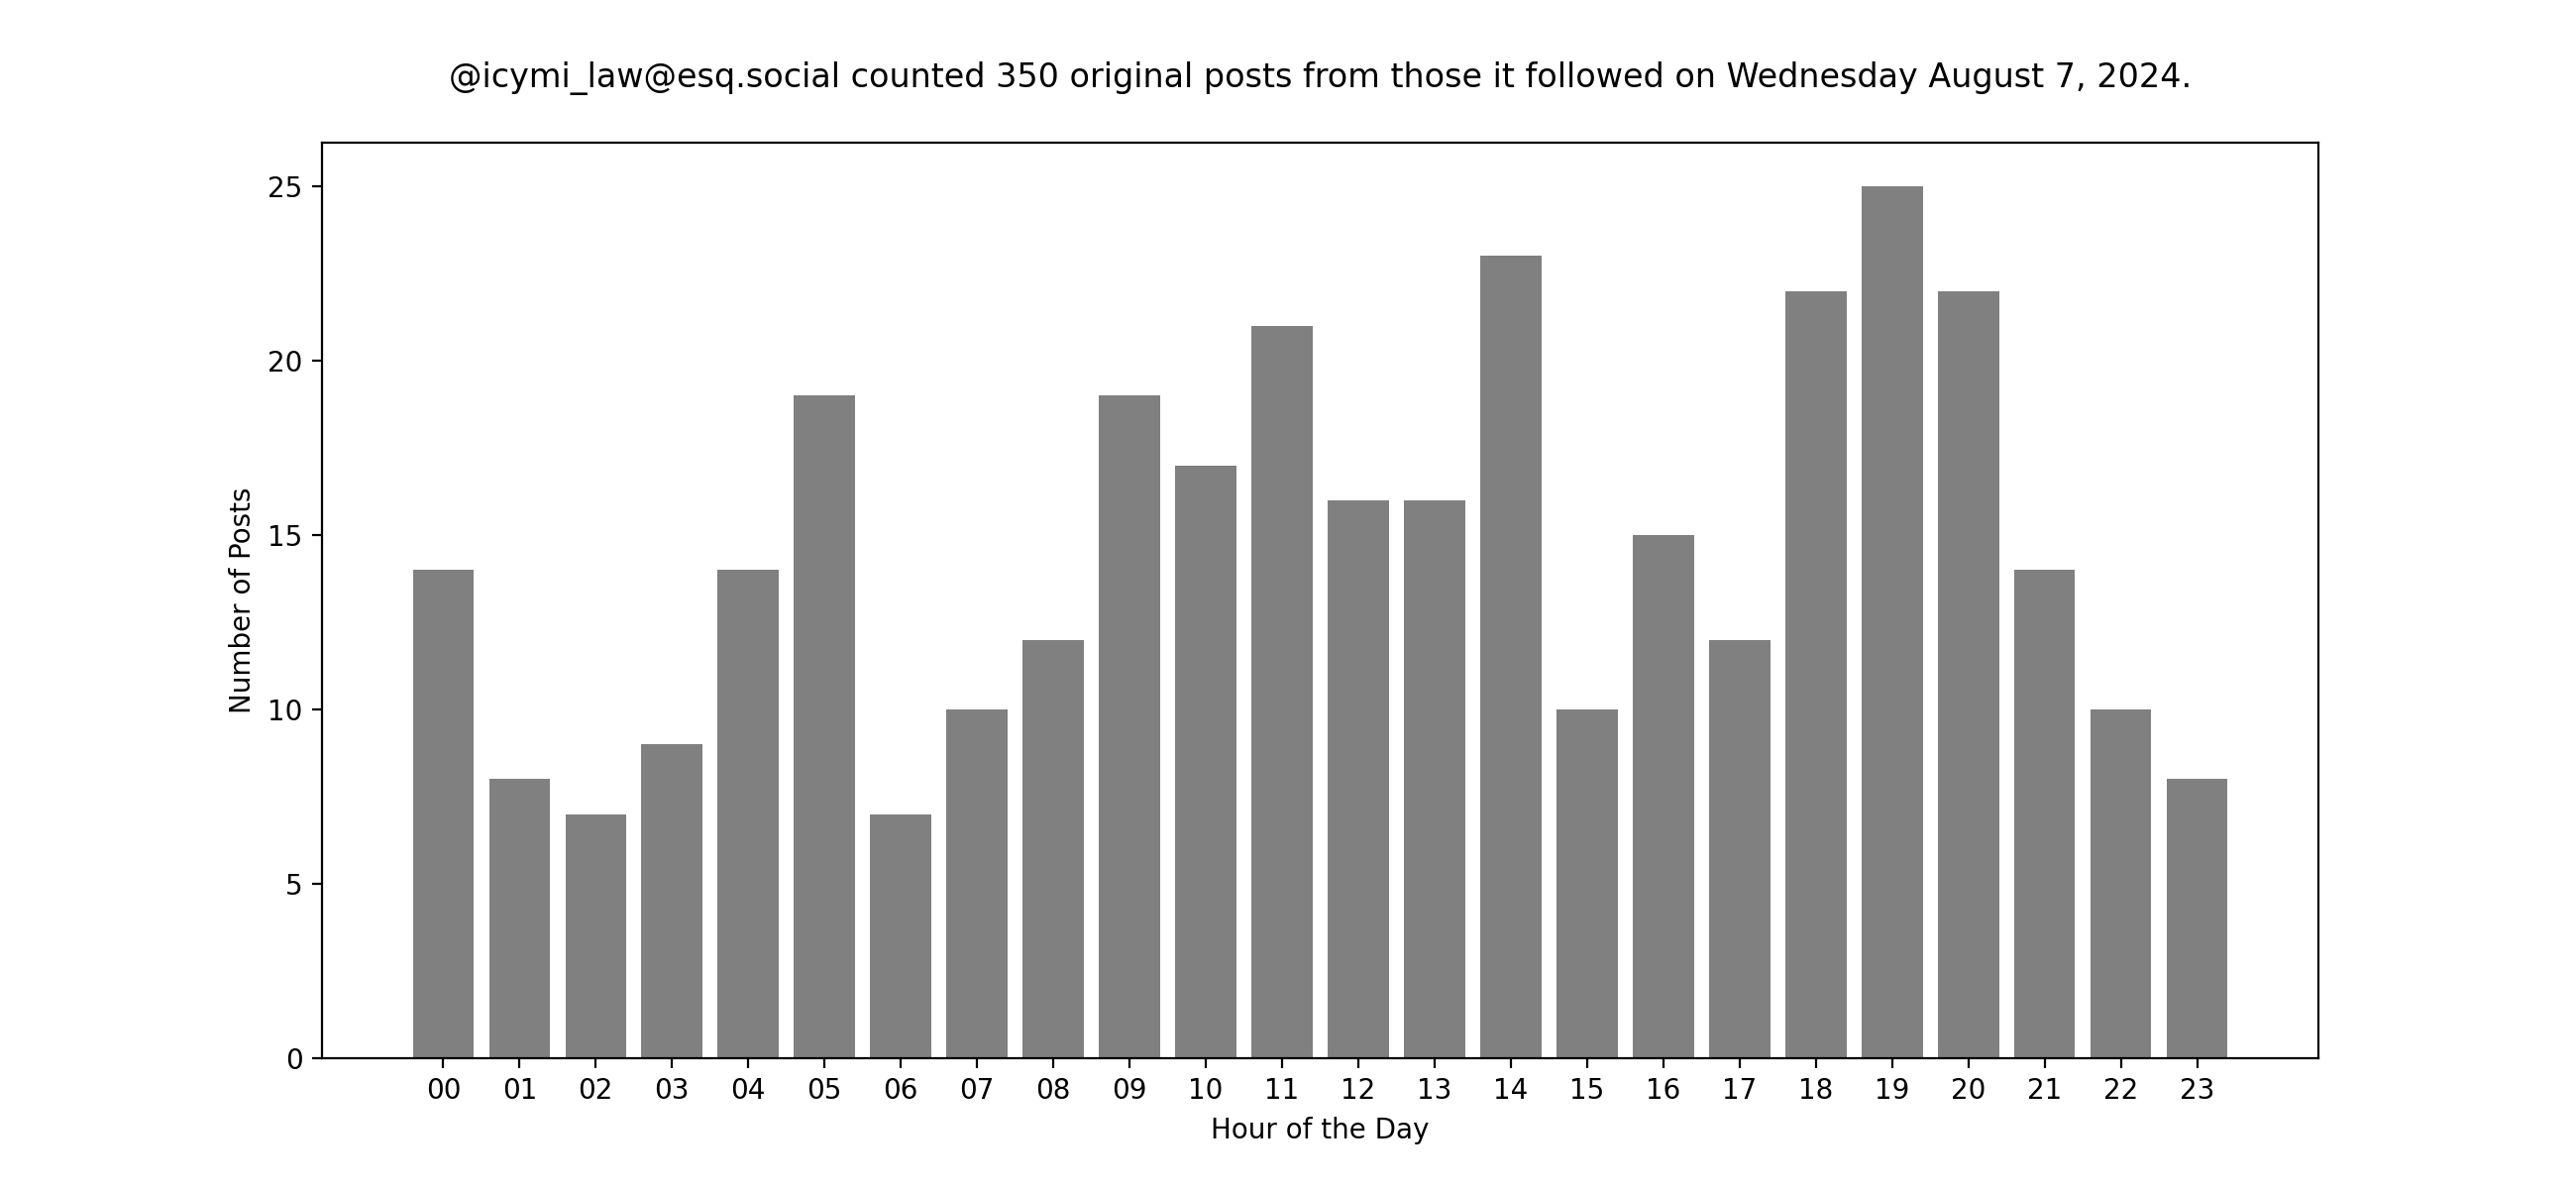 @icymi_law@esq.social counted 350 original posts from those it followed on Wednesday August 7, 2024.
25
20
15
10
5
0
Number of Posts
00 01 02 03 04 05 06 07 08 09 10 11 12 13 14 15 16 17 18 19 20 21 22 23
Hour of the Day